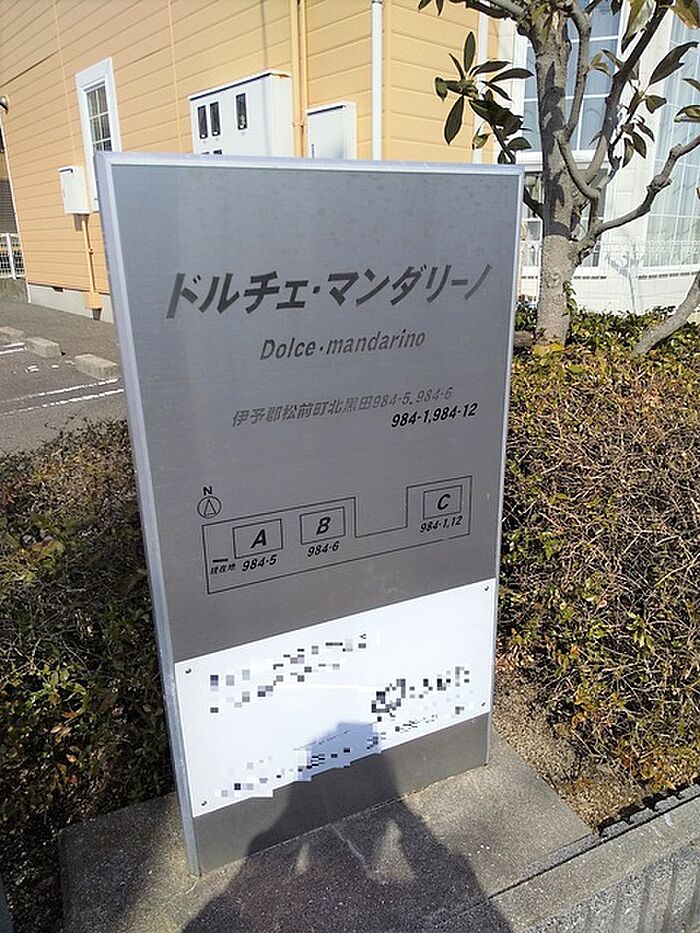 ドルチェ・マンダリーノ
Dolce・mandarino
伊予郡松前町北黒田984-5.984-6
984-1,984-12
N
A
B
C
現在地
984-5
984-6
984-1,12